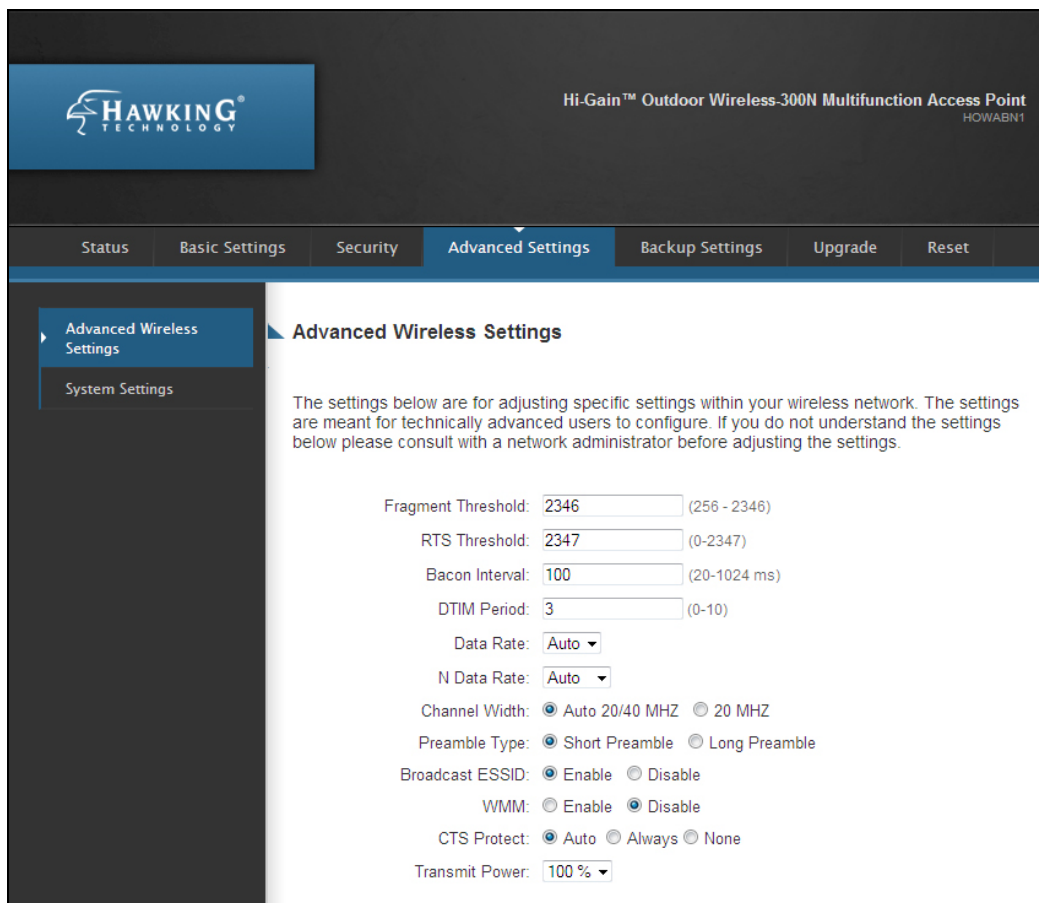 HAWKING®
TECHNOLOGY
Hi-Gain™ Outdoor Wireless-300N Multifunction Access Point
HOWABN1
Status Basic Settings Security Advanced Settings Backup Settings Upgrade Reset
Advanced Wireless
Settings
System Settings
Advanced Wireless Settings
The settings below are for adjusting specific settings within your wireless network. The settings
are meant for technically advanced users to configure. If you do not understand the settings
below please consult with a network administrator before adjusting the settings.
Fragment Threshold: 2346 (256 - 2346)
RTS Threshold: 2347 (0-2347)
Bacon Interval: 100 (20-1024 ms)
DTIM Period: 3 (0-10)
Data Rate: Auto
N Data Rate: Auto
Channel Width: Auto 20/40 MHZ 20 MHZ
Preamble Type: Short Preamble Long Preamble
Broadcast ESSID: Enable Disable
WMM: Enable Disable
CTS Protect: Auto Always None
Transmit Power: 100 %